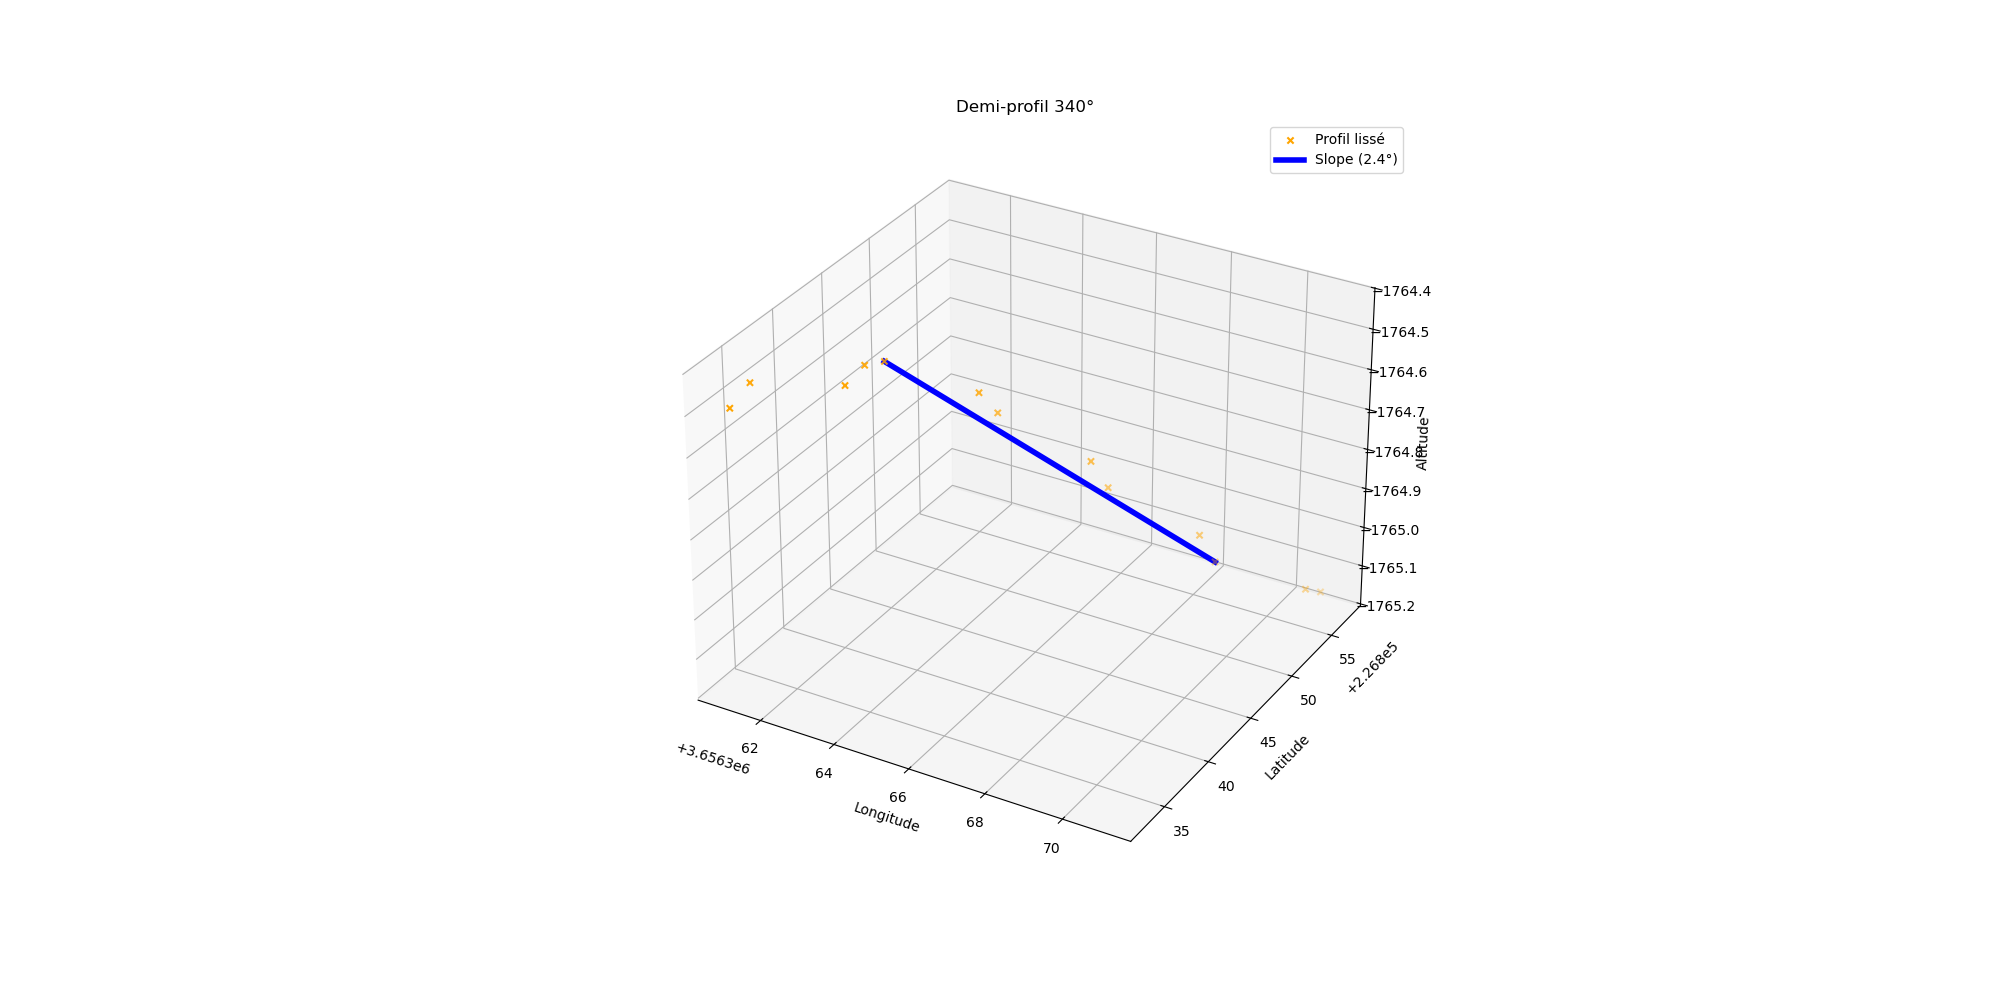 Demi-profil 340°
Profil lissé
Slope (2.4°)
−1764.4
−1764.5
−1764.6
−1764.7
−1764.8
−1764.9
−1765.0
−1765.1
−1765.2
Altitude
55
50
45
40
35
+2.268e5
Latitude
62
64
66
68
70
+3.6563e6
Longitude